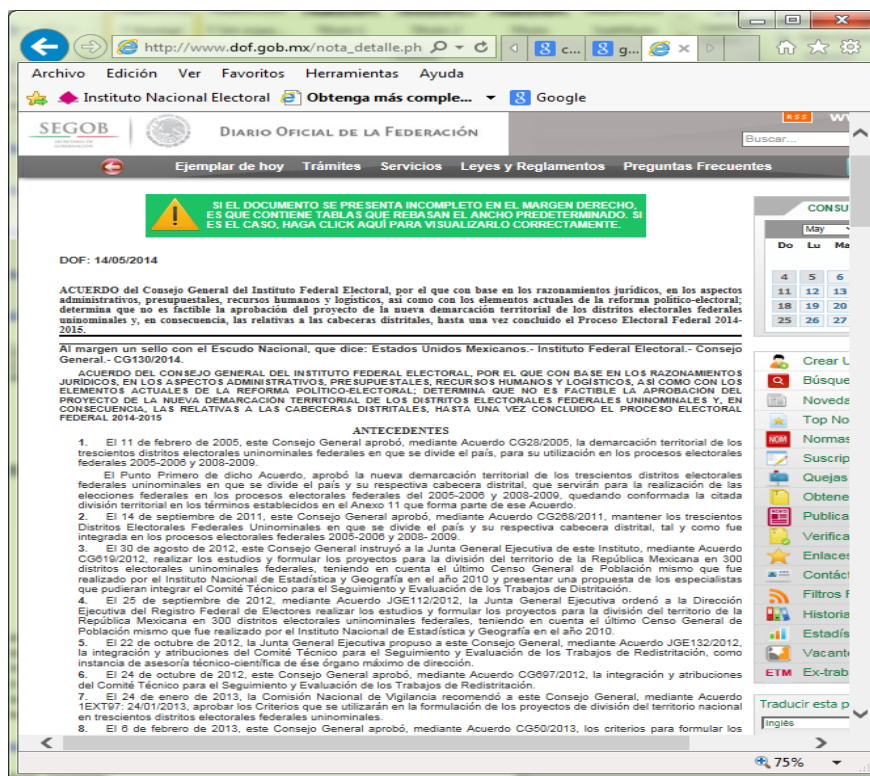 http://www.dof.gob.mx/nota_detalle.ph
c...
g...
Archivo Edición Ver Favoritos Herramientas Ayuda
Instituto Nacional Electoral Obtenga más comple... Google
SEGOB
DIARIO OFICIAL DE LA FEDERACIÓN
RSS
Buscar...
Ejemplar de hoy Trámites Servicios Leyes y Reglamentos Preguntas Frecuentes
SI EL DOCUMENTO SE PRESENTA INCOMPLETO EN EL MARGEN DERECHO,
ES QUE CONTIENE TABLAS QUE REBASAN EL ANCHO PREDETERMINADO. SI
ES EL CASO, HAGA CLICK AQUÍ PARA VISUALIZARLO CORRECTAMENTE.
DOF: 14/05/2014
ACUERDO del Consejo General del Instituto Federal Electoral, por el que con base en los razonamientos jurídicos, en los aspectos
administrativos, presupuestales, recursos humanos y logísticos, así como con los elementos actuales de la reforma político-electoral;
determina que no es factible la aprobación del proyecto de la nueva demarcación territorial de los distritos electorales federales
uninominales y, en consecuencia, las relativas a las cabeceras distritales, hasta una vez concluido el Proceso Electoral Federal 2014-
2015.
Al margen un sello con el Escudo Nacional, que dice: Estados Unidos Mexicanos.- Instituto Federal Electoral.- Consejo
General.- CG130/2014.
ACUERDO DEL CONSEJO GENERAL DEL INSTITUTO FEDERAL ELECTORAL, POR EL QUE CON BASE EN LOS RAZONAMIENTOS
JURÍDICOS, EN LOS ASPECTOS ADMINISTRATIVOS, PRESUPUESTALES, RECURSOS HUMANOS Y LOGÍSTICOS, ASÍ COMO CON LOS
ELEMENTOS ACTUALES DE LA REFORMA POLÍTICO-ELECTORAL; DETERMINA QUE NO ES FACTIBLE LA APROBACIÓN DEL
PROYECTO DE LA NUEVA DEMARCACIÓN TERRITORIAL DE LOS DISTRITOS ELECTORALES FEDERALES UNINOMINALES Y, EN
CONSECUENCIA, LAS RELATIVAS A LAS CABECERAS DISTRITALES, HASTA UNA VEZ CONCLUIDO EL PROCESO ELECTORAL
FEDERAL 2014-2015
ANTECEDENTES
1. El 11 de febrero de 2005, este Consejo General aprobó, mediante Acuerdo CG28/2005, la demarcación territorial de los
trescientos distritos electorales uninominales federales en que se divide el país, para su utilización en los procesos electorales
federales 2005-2006 y 2008-2009.
El Punto Primero de dicho Acuerdo, aprobó la nueva demarcación territorial de los trescientos distritos electorales
federales uninominales en que se divide el país y su respectiva cabecera distrital, que servirán para la realización de las
elecciones federales en los procesos electorales federales del 2005-2006 y 2008-2009, quedando conformada la citada
división territorial en los términos establecidos en el Anexo 11 que forma parte de ese Acuerdo.
2. El 14 de septiembre de 2011, este Consejo General aprobó, mediante Acuerdo CG268/2011, mantener los trescientos
Distritos Electorales Federales Uninominales en que se divide el país y su respectiva cabecera distrital, tal y como fue
integrada en los procesos electorales federales 2005-2006 y 2008- 2009.
3. El 30 de agosto de 2012, este Consejo General instruyó a la Junta General Ejecutiva de este Instituto, mediante Acuerdo
CG619/2012, realizar los estudios y formular los proyectos para la división del territorio de la República Mexicana en 300
distritos electorales uninominales federales, teniendo en cuenta el último Censo General de Población mismo que fue
realizado por el Instituto Nacional de Estadística y Geografía en el año 2010 y presentar una propuesta de los especialistas
que pudieran integrar el Comité Técnico para el Seguimiento y Evaluación de los Trabajos de Distritación.
4. El 25 de septiembre de 2012, mediante Acuerdo JGE112/2012, la Junta General Ejecutiva ordenó a la Dirección
Ejecutiva del Registro Federal de Electores realizar los estudios y formular los proyectos para la división del territorio de la
República Mexicana en 300 distritos electorales uninominales federales, teniendo en cuenta el último Censo General de
Población mismo que fue realizado por el Instituto Nacional de Estadística y Geografía en el año 2010.
5. El 22 de octubre de 2012, la Junta General Ejecutiva propuso a este Consejo General, mediante Acuerdo JGE132/2012,
la integración y atribuciones del Comité Técnico para el Seguimiento y Evaluación de los Trabajos de Redistritación, como
instancia de asesoría técnico-científica de ése órgano máximo de dirección.
6. El 24 de octubre de 2012, este Consejo General aprobó, mediante Acuerdo CG697/2012, la integración y atribuciones
del Comité Técnico para el Seguimiento y Evaluación de los Trabajos de Redistritación.
7. El 24 de enero de 2013, la Comisión Nacional de Vigilancia recomendó a este Consejo General, mediante Acuerdo
1EXT97: 24/01/2013, aprobar los Criterios que se utilizarán en la formulación de los proyectos de división del territorio nacional
en trescientos distritos electorales federales uninominales.
8. El 6 de febrero de 2013, este Consejo General aprobó, mediante Acuerdo CG50/2013, los criterios para formular los
CONSU
May
Do Lu Ma
4 5 6
11 12 13
18 19 20
25 26 27
Crear U
Búsque
Noveda
Top No
NOM Normas
Suscrip
Quejas
Obtene
Publica
Verifica
Enlaces
Contác
Filtros
Historia
Estadís
Vacant
ETM Ex-trab
Traducir esta p
Inglés
75%